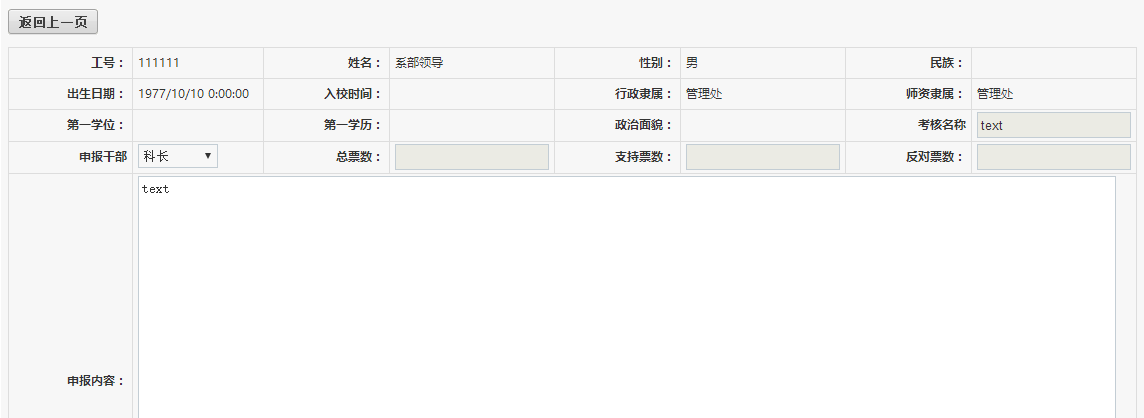 返回上一页
工号： 111111 姓名： 系部领导 性别： 男 民族：
出生日期： 1977/10/10 0:00:00 入校时间： 行政隶属： 管理处 师资隶属： 管理处
第一学位： 第一学历： 政治面貌： 考核名称 text
申报干部 科长 总票数： 支持票数： 反对票数：
text
申报内容：